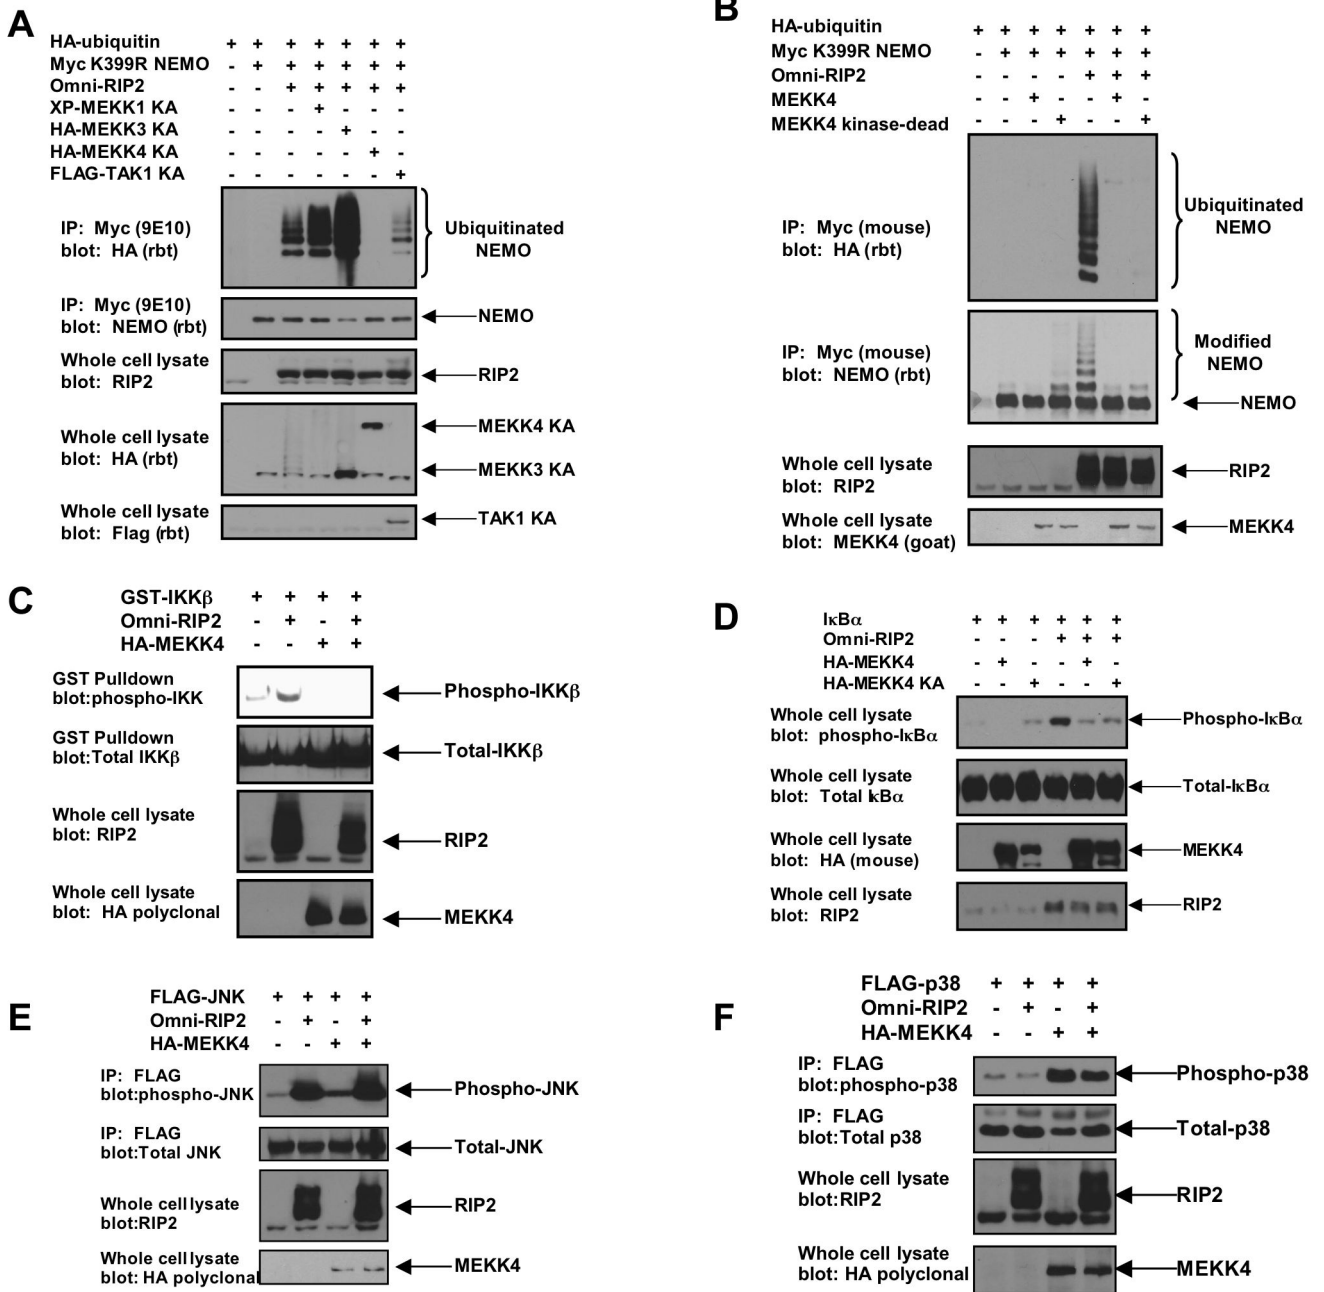 A
HA-ubiquitin + + + + + + +
Myc K399R NEMO - + + + + + +
Omni-RIP2 - - + + + + +
XP-MEKK1 KA - - - + - - -
HA-MEKK3 KA - - - - + - -
HA-MEKK4 KA - - - - - + -
FLAG-TAK1 KA - - - - - - +
IP: Myc (9E10)
blot: HA (rbt)
Ubiquitinated
NEMO
IP: Myc (9E10)
blot: NEMO (rbt)
NEMO
Whole cell lysate
blot: RIP2
RIP2
Whole cell lysate
blot: HA (rbt)
MEKK4 KA
MEKK3 KA
Whole cell lysate
blot: Flag (rbt)
TAK1 KA
B
HA-ubiquitin + + + + + + +
Myc K399R NEMO - + + + + + +
Omni-RIP2 - - - - + + +
MEKK4 - - + - - + -
MEKK4 kinase-dead - - - + - - +
IP: Myc (mouse)
blot: HA (rbt)
Ubiquitinated
NEMO
IP: Myc (mouse)
blot: NEMO (rbt)
Modified
NEMO
NEMO
Whole cell lysate
blot: RIP2
RIP2
Whole cell lysate
blot: MEKK4 (goat)
MEKK4
C
GST-IKKβ + + + +
Omni-RIP2 - + - +
HA-MEKK4 - - + +
GST Pulldown
blot:phospho-IKK
Phospho-IKKβ
GST Pulldown
blot:Total IKKβ
Total-IKKβ
Whole cell lysate
blot: RIP2
RIP2
Whole cell lysate
blot: HA polyclonal
MEKK4
D
IκBα + + + + + +
Omni-RIP2 - - - + + +
HA-MEKK4 - + - - + -
HA-MEKK4 KA - - + - - +
Whole cell lysate
blot: phospho-IκBα
Phospho-IκBα
Whole cell lysate
blot: Total IκBα
Total-IκBα
Whole cell lysate
blot: HA (mouse)
MEKK4
Whole cell lysate
blot: RIP2
RIP2
E
FLAG-JNK + + + +
Omni-RIP2 - + - +
HA-MEKK4 - - + +
IP: FLAG
blot:phospho-JNK
Phospho-JNK
IP: FLAG
blot:Total JNK
Total-JNK
Whole cell lysate
blot:RIP2
RIP2
Whole cell lysate
blot: HA polyclonal
MEKK4
F
FLAG-p38 + + + +
Omni-RIP2 - + - +
HA-MEKK4 - - + +
IP: FLAG
blot:phospho-p38
Phospho-p38
IP: FLAG
blot:Total p38
Total-p38
Whole cell lysate
blot:RIP2
RIP2
Whole cell lysate
blot: HA polyclonal
MEKK4